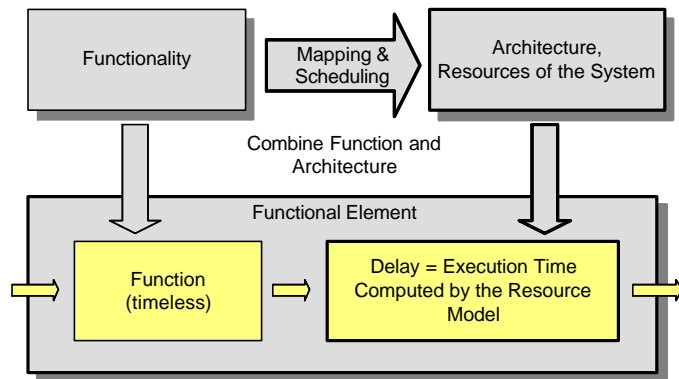 Functionality
Mapping &
Scheduling
Architecture,
Resources of the System
Combine Function and
Architecture
Functional Element
Function
(timeless)
Delay = Execution Time
Computed by the Resource
Model